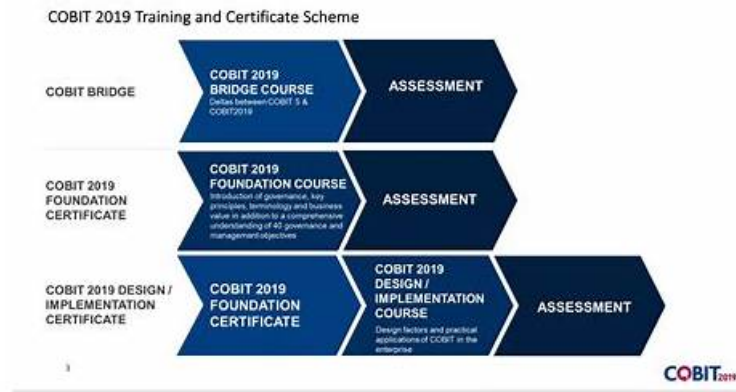 COBIT 2019 Training and Certificate Scheme
COBIT BRIDGE
COBIT 2019
BRIDGE COURSE
Deltas between COBIT 5 &
COBIT2019
ASSESSMENT
COBIT 2019
FOUNDATION
CERTIFICATE
COBIT 2019
FOUNDATION COURSE
Introduction of governance, key
principles, terminology and business
value in addition to a comprehensive
understanding of 40 governance and
management objectives
ASSESSMENT
COBIT 2019 DESIGN /
IMPLEMENTATION
CERTIFICATE
COBIT 2019
FOUNDATION
CERTIFICATE
COBIT 2019
DESIGN /
IMPLEMENTATION
COURSE
Design factors and practical
applications of COBIT in the
enterprise
ASSESSMENT
3
COBIT2019